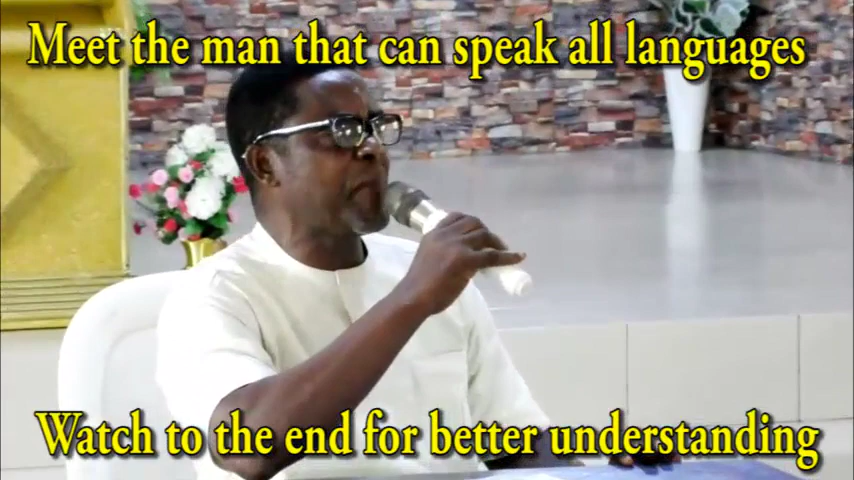 Meet the man that can speak all languages
Watch to the end for better understanding